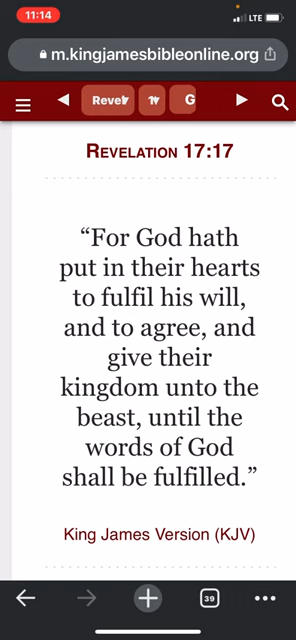 11:14
LTE
m.kingjamesbibleonline.org
G
REVELATION 17:17
“For God hath
put in their hearts
to fulfil his will,
and to agree, and
give their
kingdom unto the
beast, until the
words of God
shall be fulfilled.”
King James Version (KJV)
39